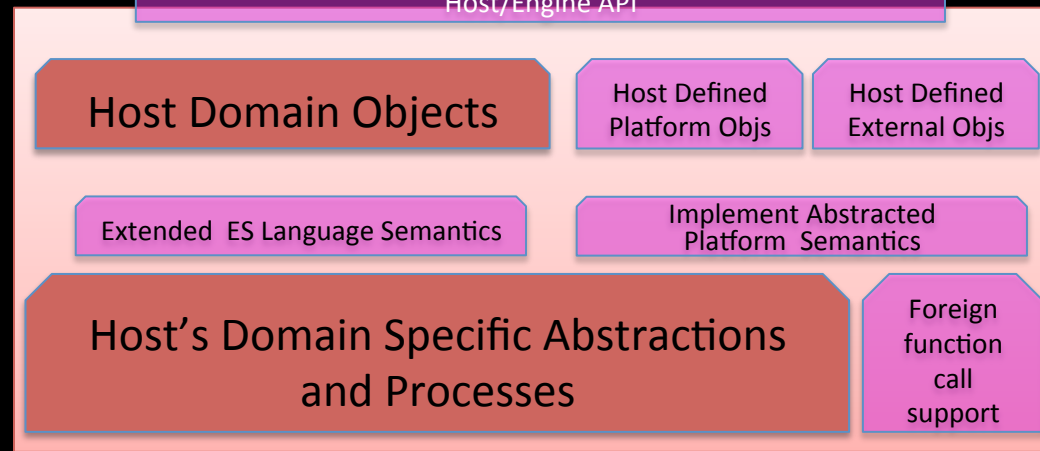 Host/Engine API
Host Domain Objects
Host Defined
Platform Objs
Host Defined
External Objs
Extended ES Language Semantics
Implement Abstracted
Platform Semantics
Host’s Domain Specific Abstractions
and Processes
Foreign
function
call
support